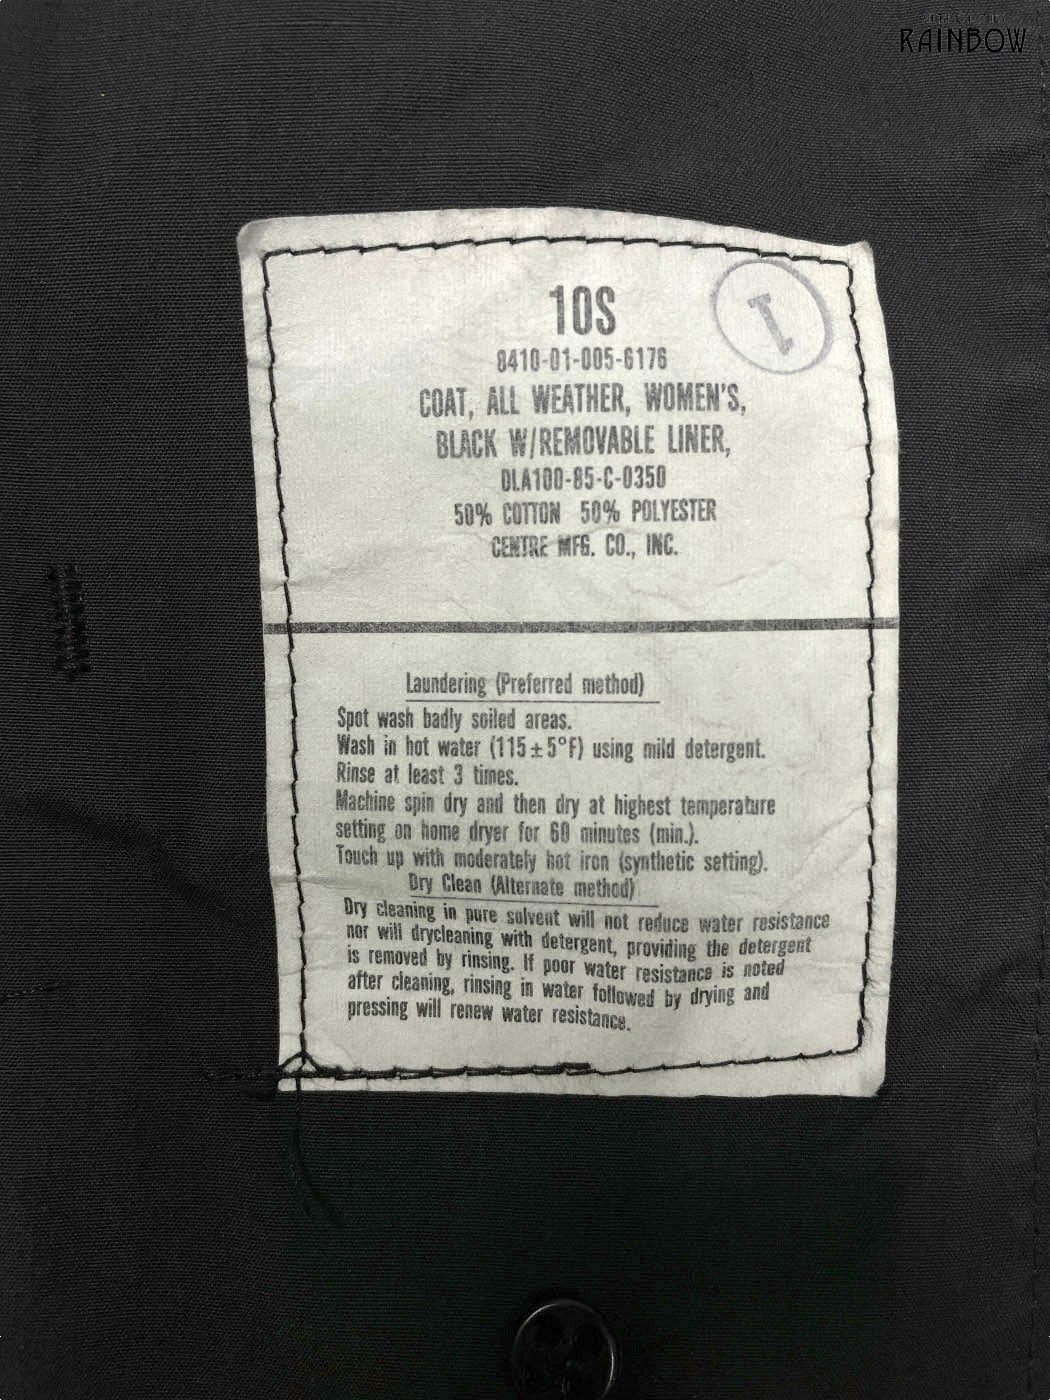 RAINBOW
10S
1
8410-01-005-6176
COAT, ALL WEATHER, WOMEN'S,
BLACK W/REMOVABLE LINER,
DLA100-85-C-0350
50% COTTON 50% POLYESTER
CENTRE MFG. CO., INC.
Laundering (Preferred method)
Spot wash badly soiled areas.
Wash in hot water (115±5°F) using mild detergent.
Rinse at least 3 times.
Machine spin dry and then dry at highest temperature
setting on home dryer for 60 minutes (min.).
Touch up with moderately hot iron (synthetic setting).
Dry Clean (Alternate method)
Dry cleaning in pure solvent will not reduce water resistance
nor will drycleaning with detergent, providing the detergent
is removed by rinsing. If poor water resistance is noted
after cleaning, rinsing in water followed by drying and
pressing will renew water resistance.